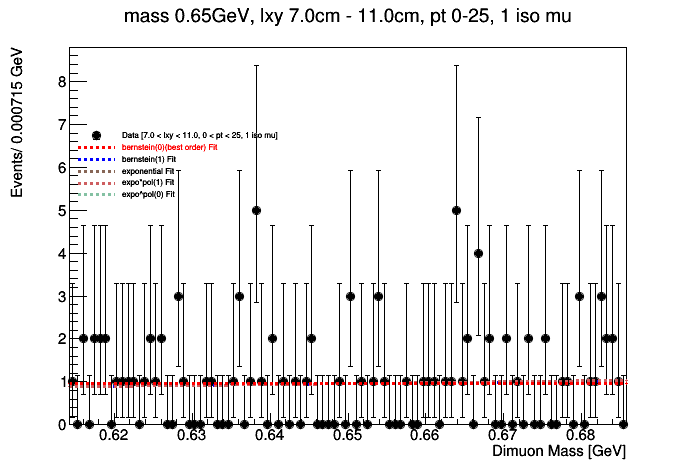 mass 0.65GeV, lxy 7.0cm - 11.0cm, pt 0-25, 1 iso mu
Events/ 0.000715 GeV
8
7
6
5
4
3
2
1
0
Data [7.0 < lxy < 11.0, 0 < pt < 25, 1 iso mu]
bernstein(0)(best order) Fit
bernstein(1) Fit
exponential Fit
expo*pol(1) Fit
expo^pol(0) Fit
0.62 0.63 0.64 0.65 0.66 0.67 0.68
Dimuon Mass [GeV]